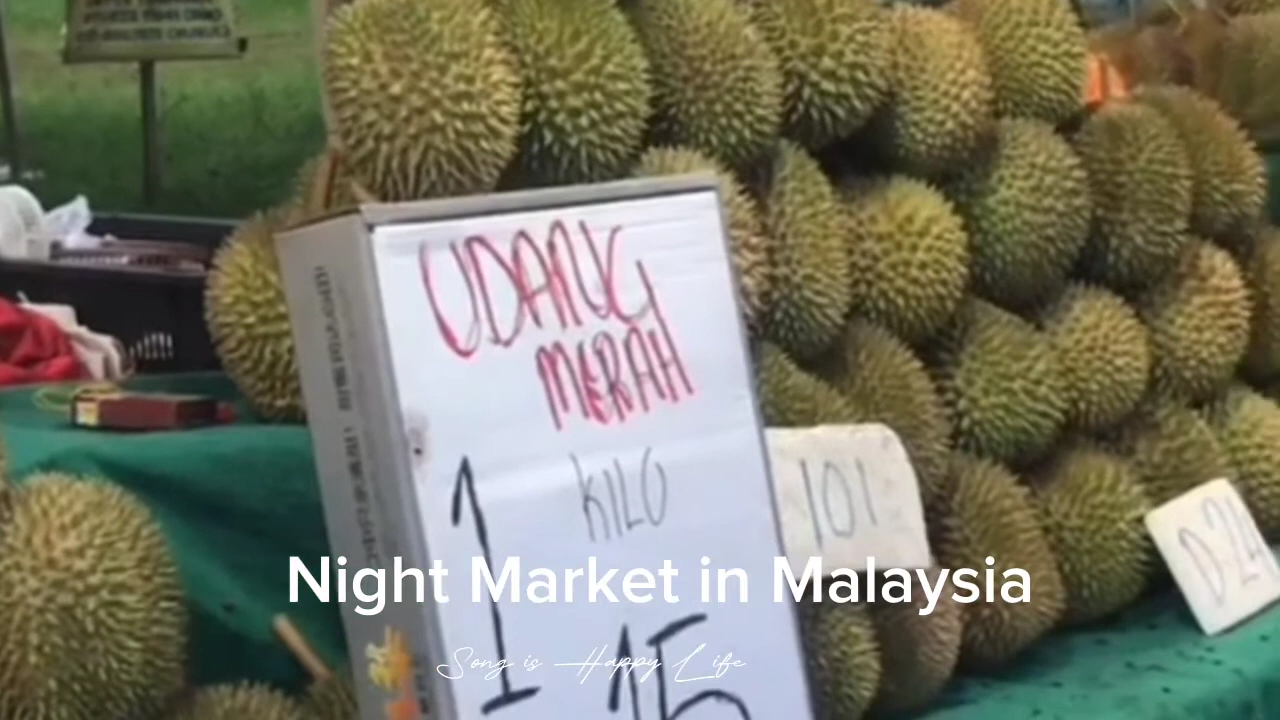 UDANG
MERAH
KILO
1
15
101
D24
Night Market in Malaysia
Song is Happy Life